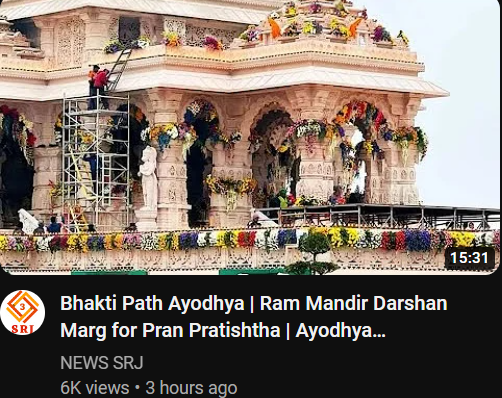 15:31
3
SRJ
Bhakti Path Ayodhya | Ram Mandir Darshan
Marg for Pran Pratishtha | Ayodhya...
NEWS SRJ
6K views • 3 hours ago